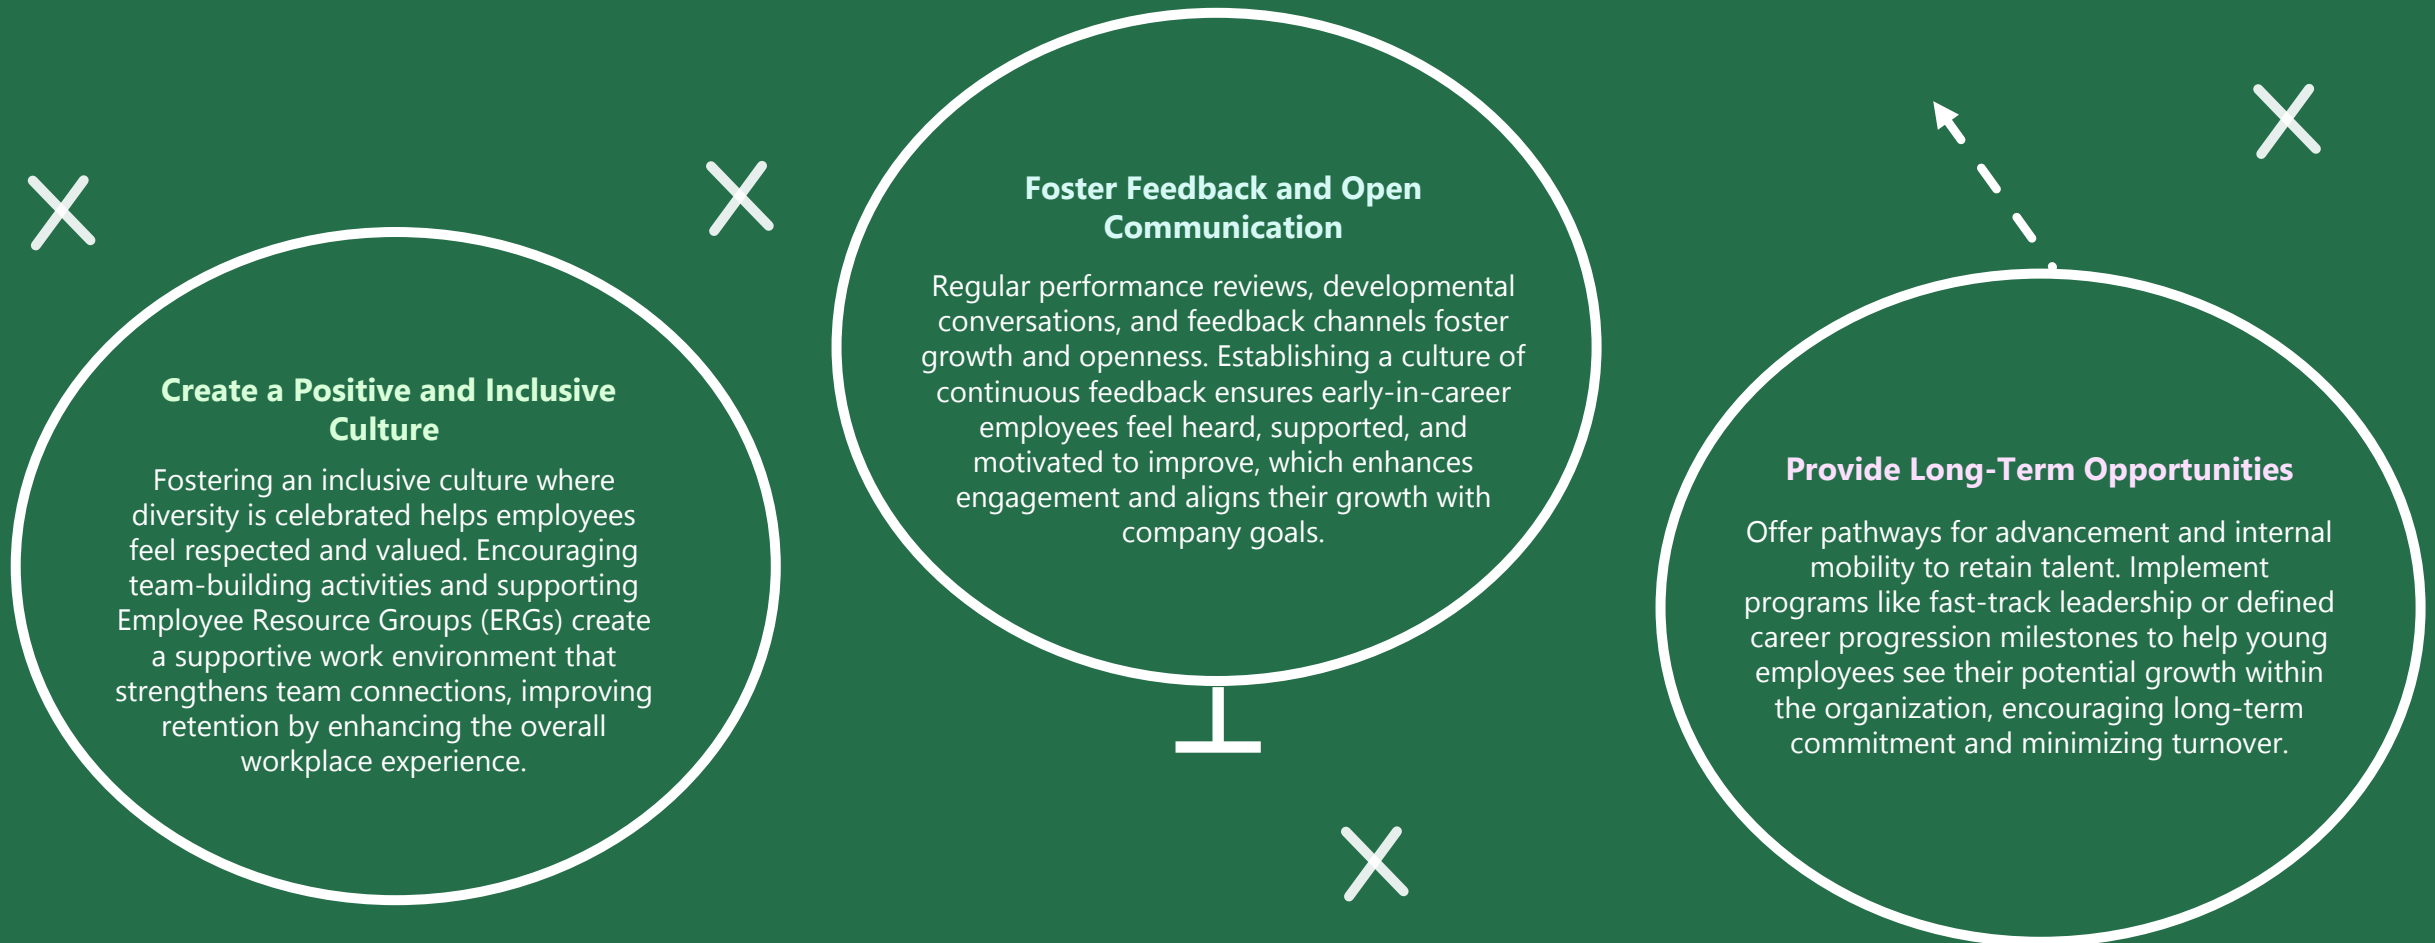 Create a Positive and Inclusive
Culture
Fostering an inclusive culture where
diversity is celebrated helps employees
feel respected and valued. Encouraging
team-building activities and supporting
Employee Resource Groups (ERGs) create
a supportive work environment that
strengthens team connections, improving
retention by enhancing the overall
workplace experience.
Foster Feedback and Open
Communication
Regular performance reviews, developmental
conversations, and feedback channels foster
growth and openness. Establishing a culture of
continuous feedback ensures early-in-career
employees feel heard, supported, and
motivated to improve, which enhances
engagement and aligns their growth with
company goals.
Provide Long-Term Opportunities
Offer pathways for advancement and internal
mobility to retain talent. Implement
programs like fast-track leadership or defined
career progression milestones to help young
employees see their potential growth within
the organization, encouraging long-term
commitment and minimizing turnover.